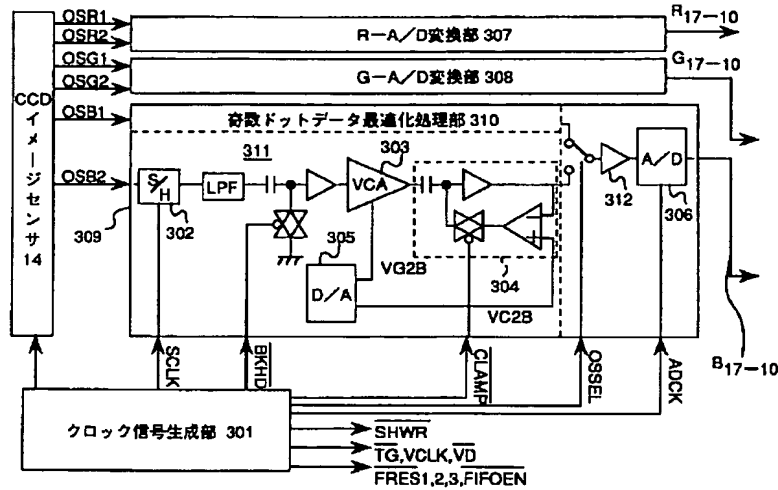 OSR1
OSR2
R-A/D変換部 307
R17-10
OSG1
OSG2
G-A/D変換部 308
G17-10
CCDイメージセンサ14
OSB1
奇数ドットデータ最適化処理部 310
OSB2
S/H
302
309
LPF
311
303
VCA
304
305
D/A
VG2B
VC2B
312
A/D
306
B17-10
SCLK
BKHD
CLAMP
OSSEL
ADCK
クロック信号生成部 301
SHWR
TG,VCLK,VD
FRES1,2,3,FIFOEN